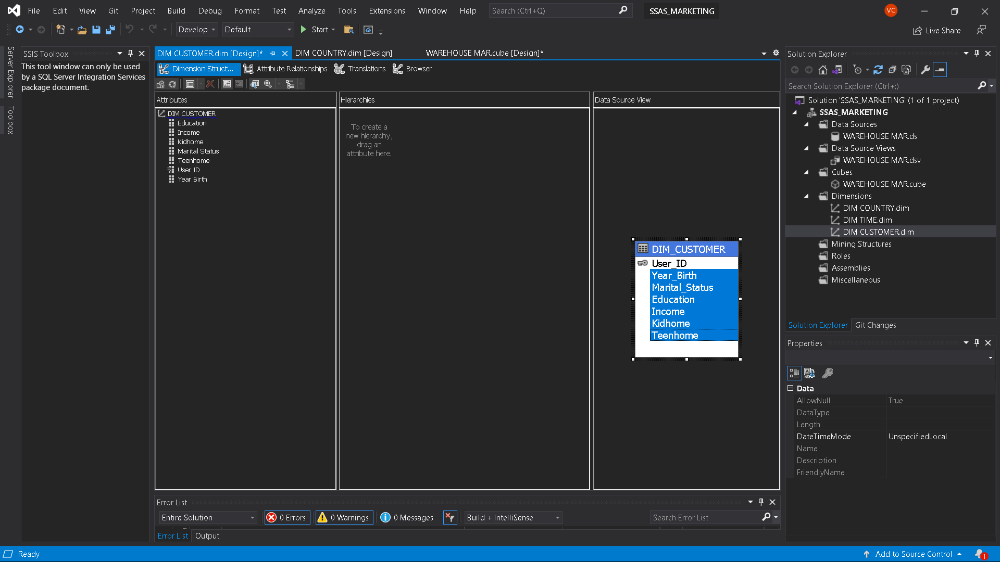 File Edit View Git Project Build Debug Format Test Analyze Tools Extensions Window Help Search (Ctrl+Q) SSAS_MARKETING VC
Develop Default Start Live Share
Server Explorer
Toolbox
SSIS Toolbox
This tool window can only be used
by a SQL Server Integration Services
package document.
DIM CUSTOMER.dim [Design]* DIM COUNTRY.dim [Design] WAREHOUSE MAR.cube [Design]*
Dimension Struct... Attribute Relationships Translations Browser
Attributes
DIM CUSTOMER
Education
Income
Kidhome
Marital Status
Teenhome
User ID
Year Birth
Hierarchies
To create a
new hierarchy,
drag an
attribute here.
Data Source View
DIM_CUSTOMER
User_ID
Year_Birth
Marital_Status
Education
Income
Kidhome
Teenhome
Error List
Entire Solution 0 Errors 0 Warnings 0 Messages Build + IntelliSense Search Error List
Error List Output
Solution Explorer
Search Solution Explorer (Ctrl+;)
Solution 'SSAS_MARKETING' (1 of 1 project)
SSAS_MARKETING
Data Sources
WAREHOUSE MAR.ds
Data Source Views
WAREHOUSE MAR.dsv
Cubes
WAREHOUSE MAR.cube
Dimensions
DIM COUNTRY.dim
DIM TIME.dim
DIM CUSTOMER.dim
Mining Structures
Roles
Assemblies
Miscellaneous
Solution Explorer Git Changes
Properties
Data
AllowNull True
DataType
Length
DateTimeMode UnspecifiedLocal
Name
Description
FriendlyName
Ready Add to Source Control 1